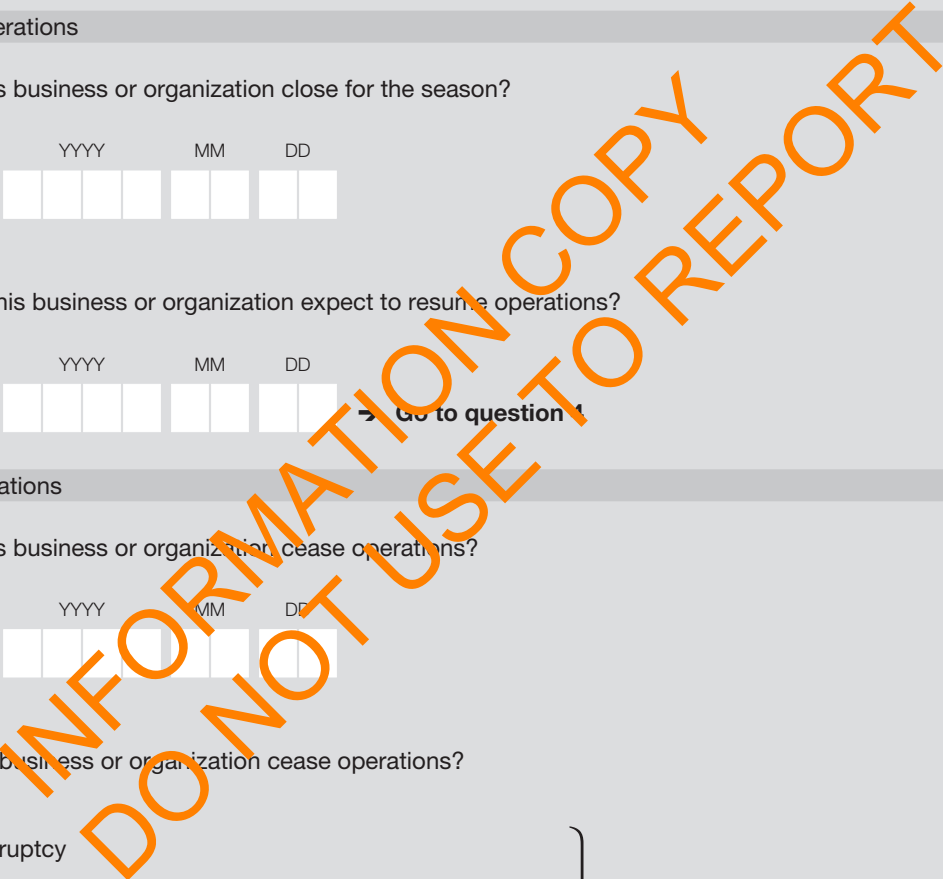 erations
s business or organization close for the season?
YYYY MM DD
his business or organization expect to resume operations?
YYYY MM DD
➔ Go to question 4
ations
s business or organization cease operations?
YYYY MM DD
business or organization cease operations?
ruptcy
INFORMATION COPY
DO NOT USE TO REPORT